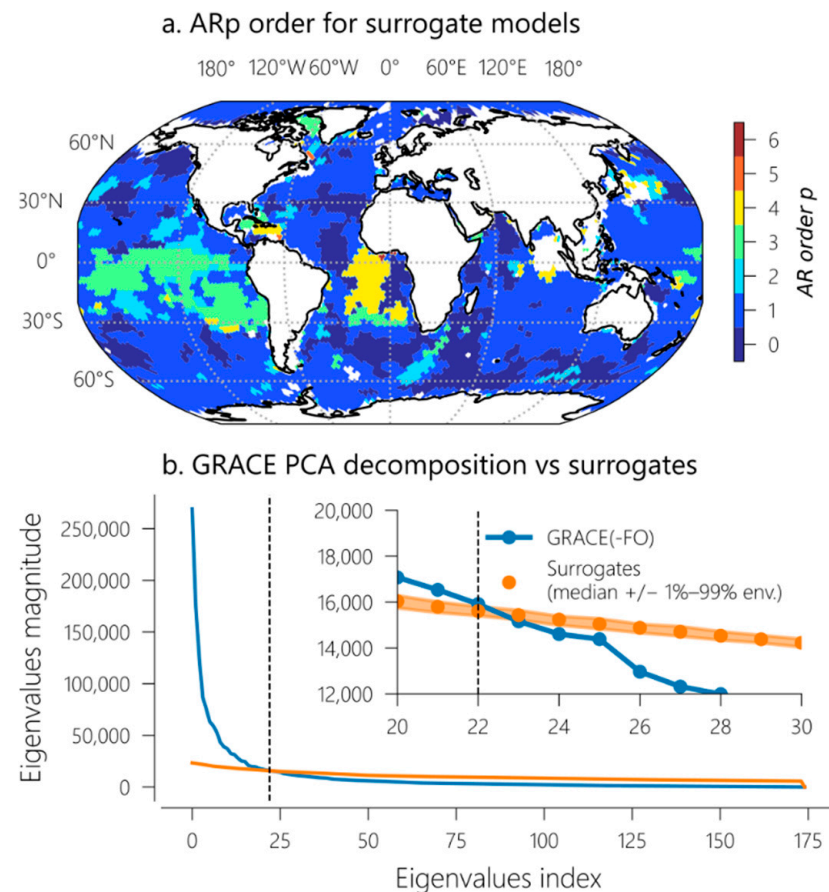 a. ARp order for surrogate models
180° 120°W 60°W 0° 60°E 120°E 180°
60°N
30°N
0°
30°S
60°S
6
5
4
3
2
1
0
AR order p
b. GRACE PCA decomposition vs surrogates
Eigenvalues magnitude
250,000
200,000
150,000
100,000
50,000
0
20,000
18,000
16,000
14,000
12,000
GRACE(-FO)
Surrogates
(median +/− 1%–99% env.)
20 22 24 26 28 30
0 25 50 75 100 125 150 175
Eigenvalues index